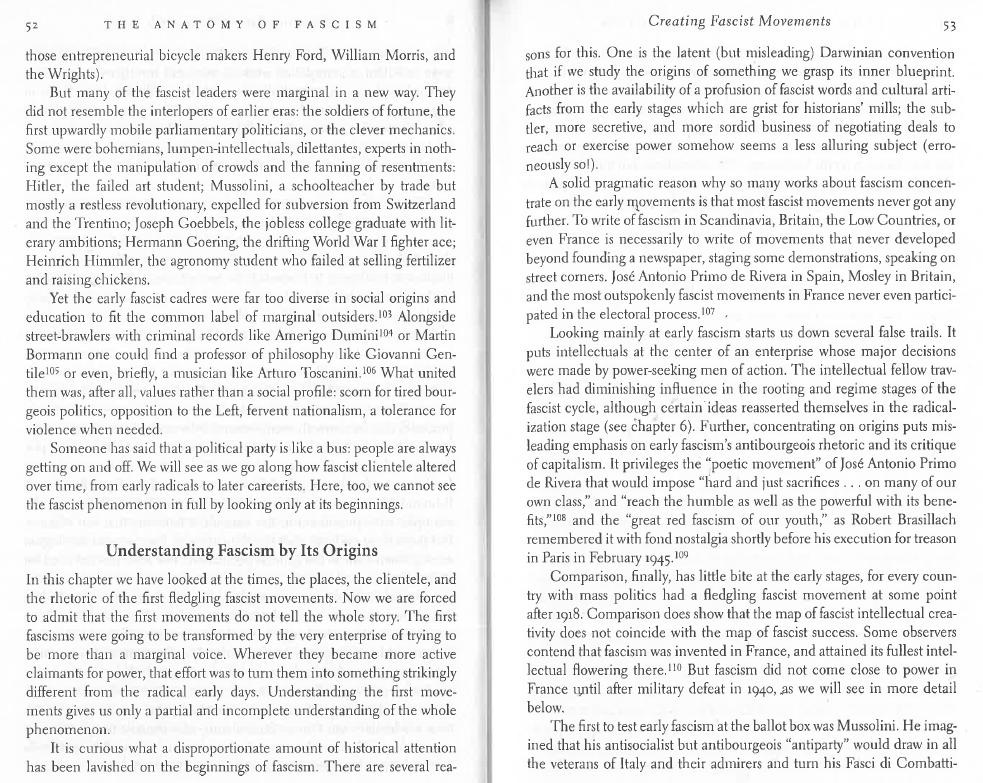 52 THE ANATOMY OF FASCISM
those entrepreneurial bicycle makers Henry Ford, William Morris, and
the Wrights).
But many of the fascist leaders were marginal in a new way. They
did not resemble the interlopers of earlier eras: the soldiers of fortune, the
first upwardly mobile parliamentary politicians, or the clever mechanics.
Some were bohemians, lumpen-intellectuals, dilettantes, experts in noth-
ing except the manipulation of crowds and the fanning of resentments:
Hitler, the failed art student; Mussolini, a schoolteacher by trade but
mostly a restless revolutionary, expelled for subversion from Switzerland
and the Trentino; Joseph Goebbels, the jobless college graduate with lit-
erary ambitions; Hermann Goering, the drifting World War I fighter ace;
Heinrich Himmler, the agronomy student who failed at selling fertilizer
and raising chickens.
Yet the early fascist cadres were far too diverse in social origins and
education to fit the common label of marginal outsiders.103 Alongside
street-brawlers with criminal records like Amerigo Dumini104 or Martin
Bormann one could find a professor of philosophy like Giovanni Gen-
tile105 or even, briefly, a musician like Arturo Toscanini.106 What united
them was, after all, values rather than a social profile: scorn for tired bour-
geois politics, opposition to the Left, fervent nationalism, a tolerance for
violence when needed.
Someone has said that a political party is like a bus: people are always
getting on and off. We will see as we go along how fascist clientele altered
over time, from early radicals to later careerists. Here, too, we cannot see
the fascist phenomenon in full by looking only at its beginnings.
Understanding Fascism by Its Origins
In this chapter we have looked at the times, the places, the clientele, and
the rhetoric of the first fledgling fascist movements. Now we are forced
to admit that the first movements do not tell the whole story. The first
fascisms were going to be transformed by the very enterprise of trying to
be more than a marginal voice. Wherever they became more active
claimants for power, that effort was to turn them into something strikingly
different from the radical early days. Understanding the first move-
ments gives us only a partial and incomplete understanding of the whole
phenomenon.
It is curious what a disproportionate amount of historical attention
has been lavished on the beginnings of fascism. There are several rea-
Creating Fascist Movements 53
sons for this. One is the latent (but misleading) Darwinian convention
that if we study the origins of something we grasp its inner blueprint.
Another is the availability of a profusion of fascist words and cultural arti-
facts from the early stages which are grist for historians' mills; the sub-
tler, more secretive, and more sordid business of negotiating deals to
reach or exercise power somehow seems a less alluring subject (erro-
neously so!).
A solid pragmatic reason why so many works about fascism concen-
trate on the early movements is that most fascist movements never got any
further. To write of fascism in Scandinavia, Britain, the Low Countries, or
even France is necessarily to write of movements that never developed
beyond founding a newspaper, staging some demonstrations, speaking on
street corners. José Antonio Primo de Rivera in Spain, Mosley in Britain,
and the most outspokenly fascist movements in France never even partici-
pated in the electoral process.107
Looking mainly at early fascism starts us down several false trails. It
puts intellectuals at the center of an enterprise whose major decisions
were made by power-seeking men of action. The intellectual fellow trav-
elers had diminishing influence in the rooting and regime stages of the
fascist cycle, although certain ideas reasserted themselves in the radical-
ization stage (see chapter 6). Further, concentrating on origins puts mis-
leading emphasis on early fascism's antibourgeois rhetoric and its critique
of capitalism. It privileges the "poetic movement" of José Antonio Primo
de Rivera that would impose "hard and just sacrifices . . . on many of our
own class," and "reach the humble as well as the powerful with its bene-
fits,"108 and the "great red fascism of our youth," as Robert Brasillach
remembered it with fond nostalgia shortly before his execution for treason
in Paris in February 1945.109
Comparison, finally, has little bite at the early stages, for every coun-
try with mass politics had a fledgling fascist movement at some point
after 1918. Comparison does show that the map of fascist intellectual crea-
tivity does not coincide with the map of fascist success. Some observers
contend that fascism was invented in France, and attained its fullest intel-
lectual flowering there.110 But fascism did not come close to power in
France until after military defeat in 1940, as we will see in more detail
below.
The first to test early fascism at the ballot box was Mussolini. He imag-
ined that his antisocialist but antibourgeois "antiparty" would draw in all
the veterans of Italy and their admirers and turn his Fasci di Combatti-